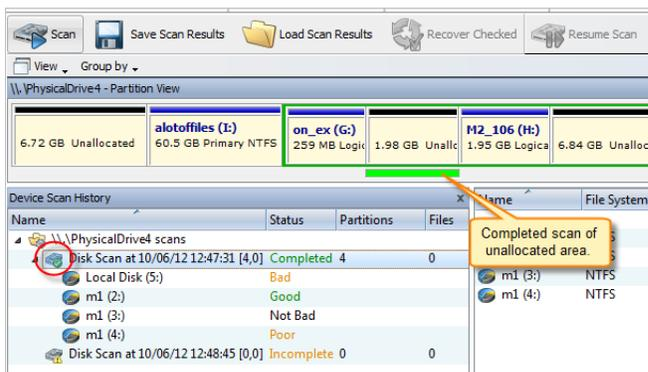 Scan Save Scan Results Load Scan Results Recover Checked Resume Scan
View Group by
\\.\PhysicalDrive4 - Partition View
alotoffiles (I:) on_ex (G:) M2_106 (H:)
6.72 GB Unallocated 60.5 GB Primary NTFS 259 MB Logic 1.98 GB Unallc 1.95 GB Logica 6.84 GB Unalloc
Device Scan History x Name File System
Name Status Partitions Files
Completed scan of
unallocated area.
\\.\PhysicalDrive4 scans
Disk Scan at 10/06/12 12:47:31 [4,0] Completed 4 0
Local Disk (5:) Bad m1 (3:) NTFS
m1 (2:) Good m1 (4:) NTFS
m1 (3:) Not Bad
m1 (4:) Poor
Disk Scan at 10/06/12 12:48:45 [0,0] Incomplete 0 0